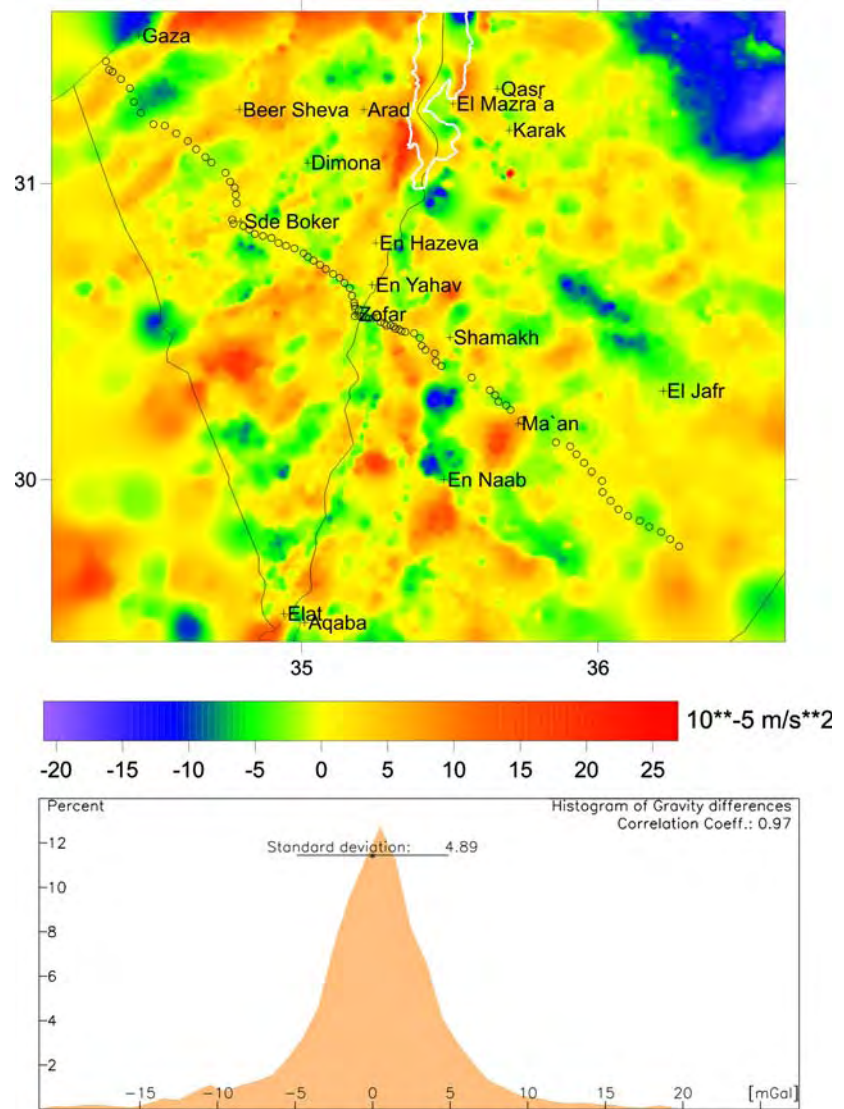 Gaza
Qasr
Beer Sheva
Arad
El Mazra`a
Karak
31
Dimona
Sde Boker
En Hazeva
En Yahav
Zofar
Shamakh
El Jafr
Ma`an
30
En Naab
Elat
Aqaba
35
36
10**-5 m/s**2
-20 -15 -10 -5 0 5 10 15 20 25
Percent
Histogram of Gravity differences
Correlation Coeff.: 0.97
12
Standard deviation: 4.89
10
8
6
4
2
-15 -10 -5 0 5 10 20 [mGal]